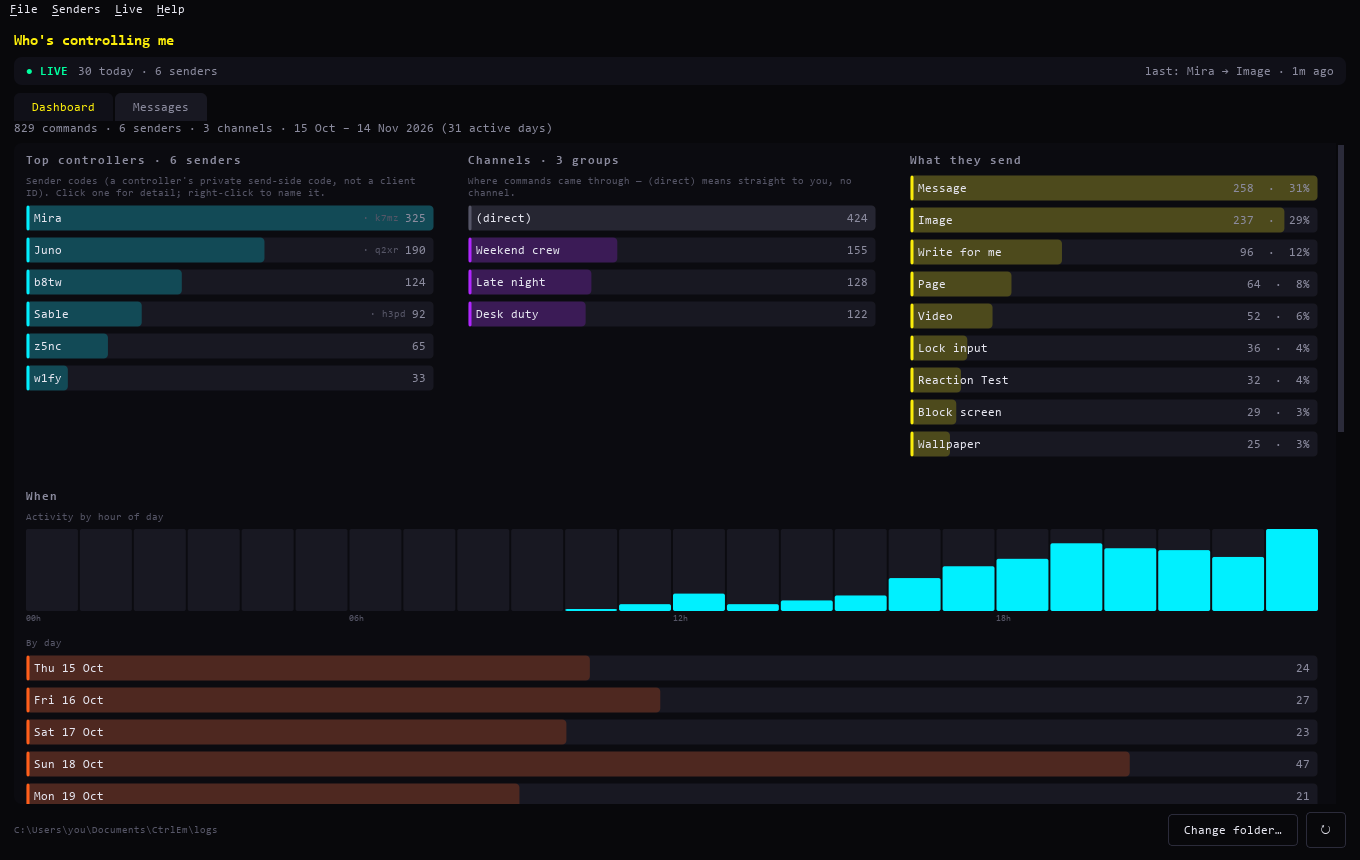 File Senders Live Help
Who's controlling me
● LIVE 30 today · 6 senders
last: Mira → Image · 1m ago
Dashboard Messages
829 commands · 6 senders · 3 channels · 15 Oct – 14 Nov 2026 (31 active days)
Top controllers · 6 senders
Sender codes (a controller's private send-side code, not a client
ID). Click one for detail; right-click to name it.
Mira · k7mz 325
Juno · q2xr 190
b8tw 124
Sable · h3pd 92
z5nc 65
w1fy 33
Channels · 3 groups
Where commands came through — (direct) means straight to you, no
channel.
(direct) 424
Weekend crew 155
Late night 128
Desk duty 122
What they send
Message 258 · 31%
Image 237 · 29%
Write for me 96 · 12%
Page 64 · 8%
Video 52 · 6%
Lock input 36 · 4%
Reaction Test 32 · 4%
Block screen 29 · 3%
Wallpaper 25 · 3%
When
Activity by hour of day
00h 06h 12h 18h
By day
Thu 15 Oct 24
Fri 16 Oct 27
Sat 17 Oct 23
Sun 18 Oct 47
Mon 19 Oct 21
C:\Users\you\Documents\CtrlEm\logs
Change folder… ↻